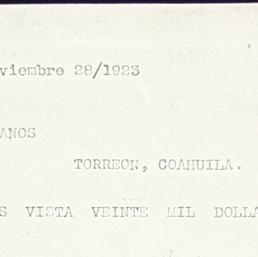 viembre 28/1923
ANOS
TORREON, COAHUILA.
S VISTA VEINTE MIL DOLLA